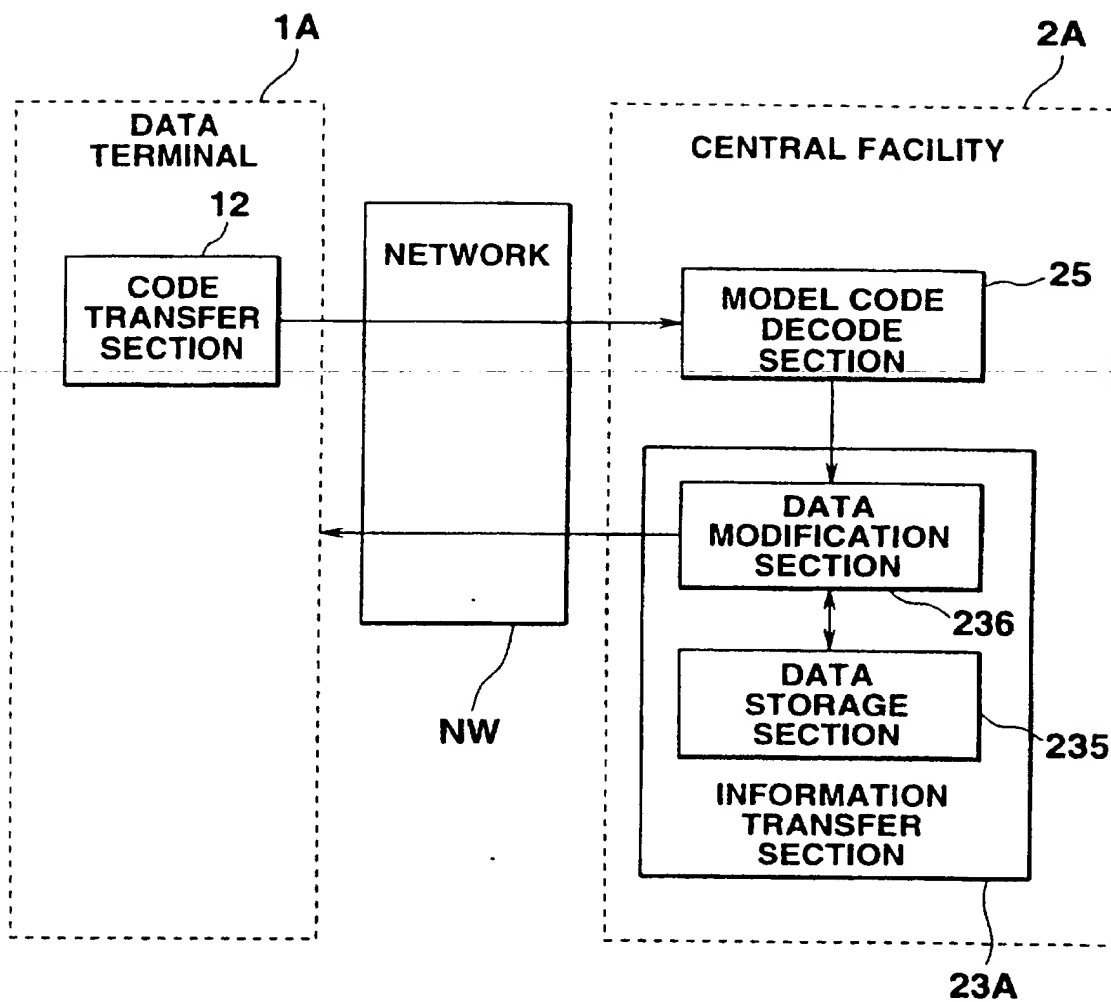 1A
2A
DATA
TERMINAL
CENTRAL FACILITY
12
NETWORK
CODE
TRANSFER
SECTION
25
MODEL CODE
DECODE
SECTION
DATA
MODIFICATION
SECTION
236
DATA
STORAGE
SECTION
235
NW
INFORMATION
TRANSFER
SECTION
23A